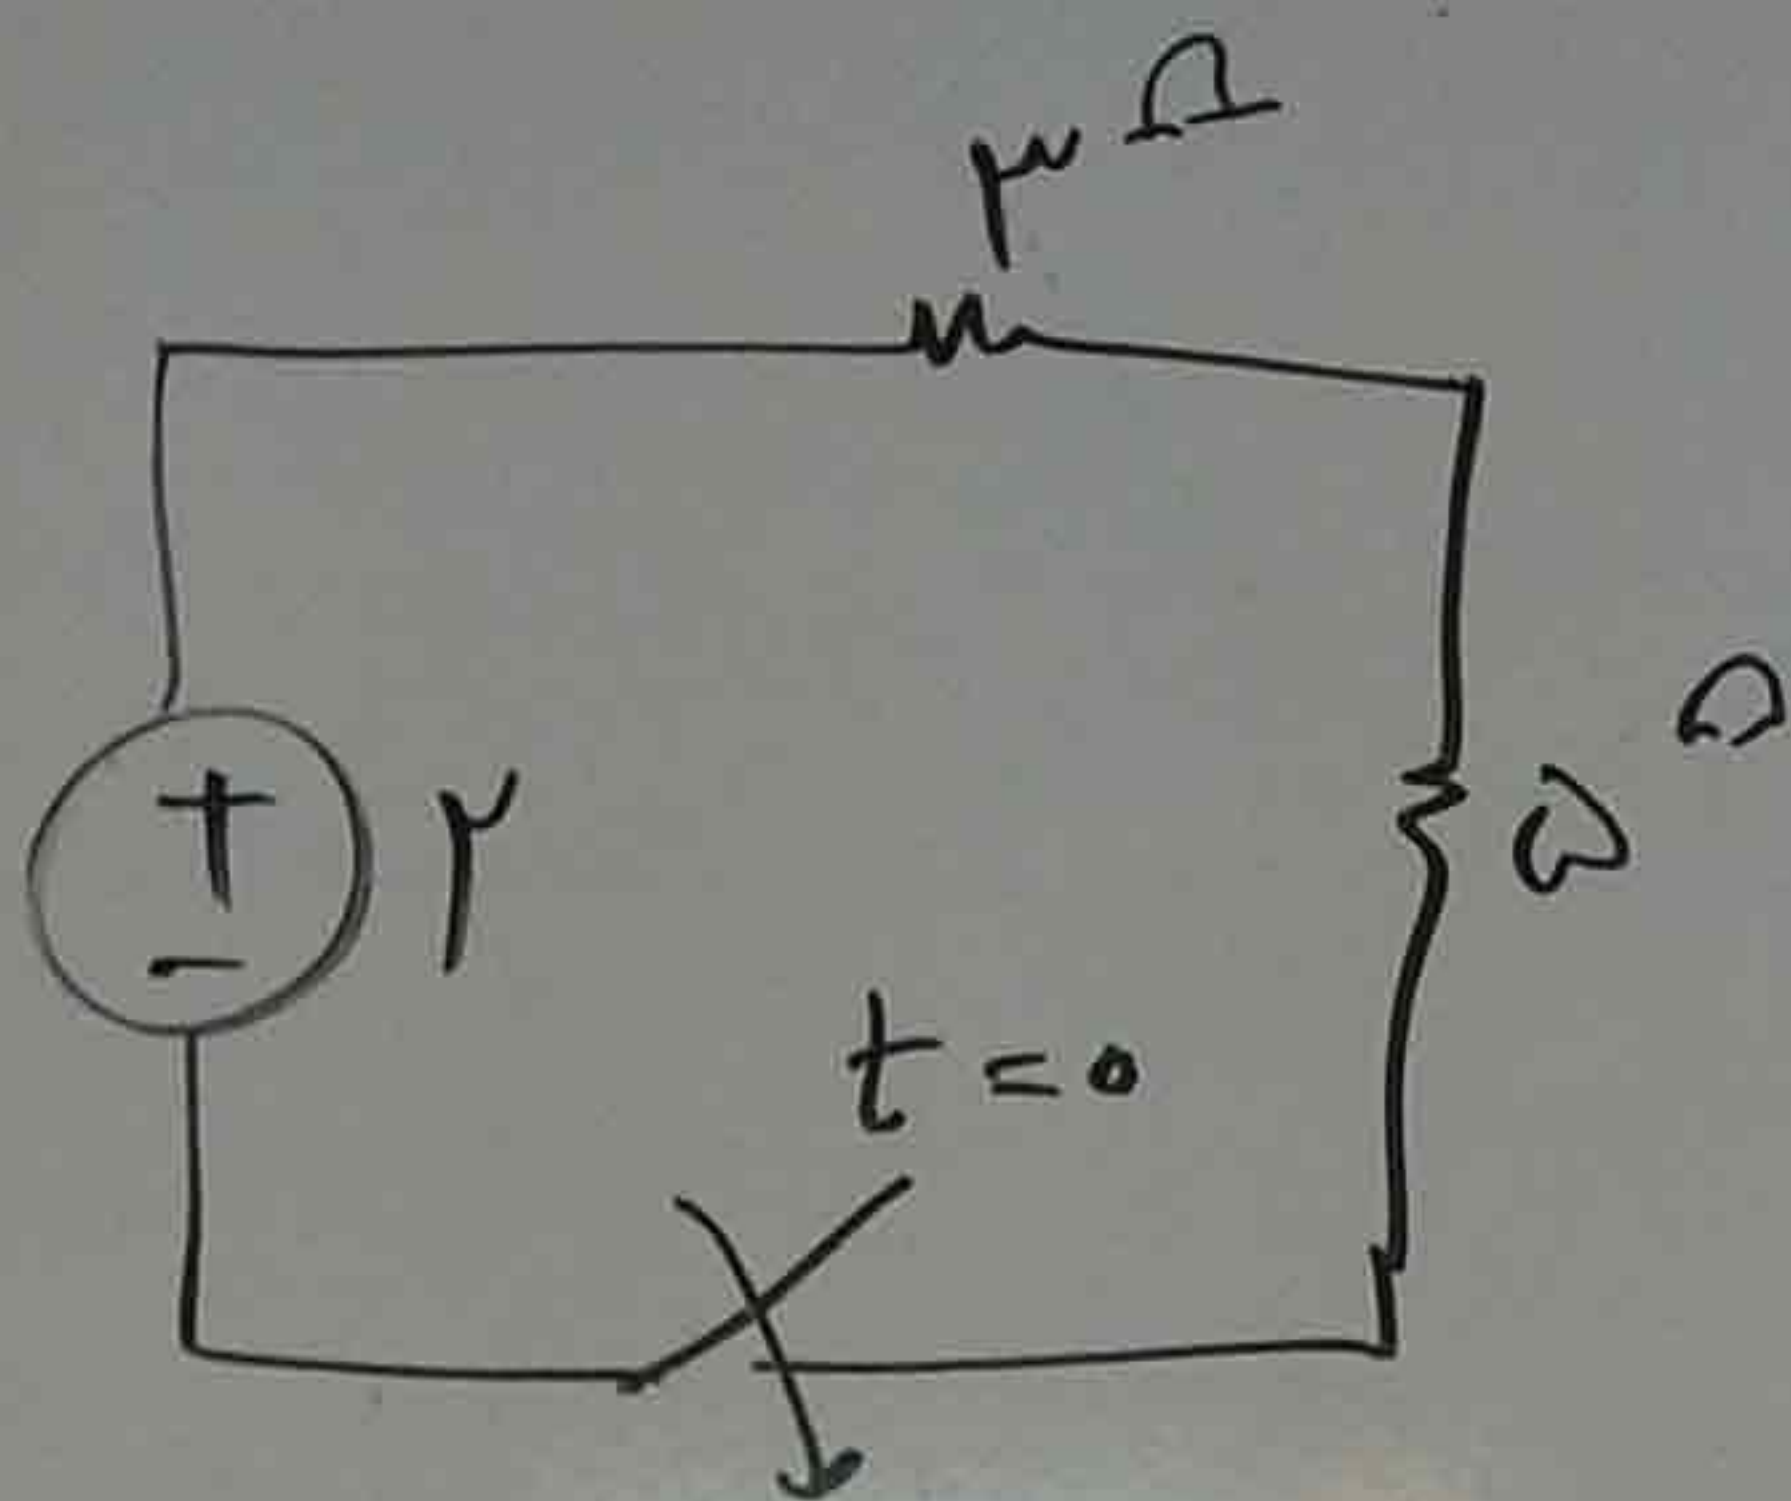 ۳ Ω
+
-
۲
۵ Ω
t = 0